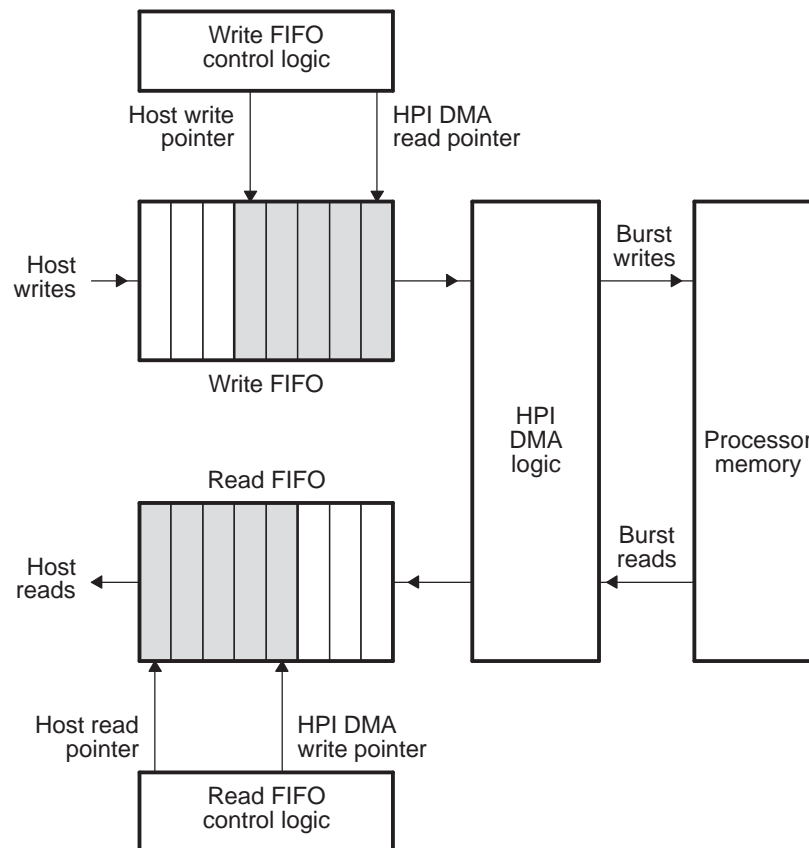 Write FIFO
control logic
Host write
pointer
HPI DMA
read pointer
Host
writes
Burst
writes
Write FIFO
HPI
DMA
logic
Processor
memory
Read FIFO
Host
reads
Burst
reads
Host read
pointer
HPI DMA
write pointer
Read FIFO
control logic